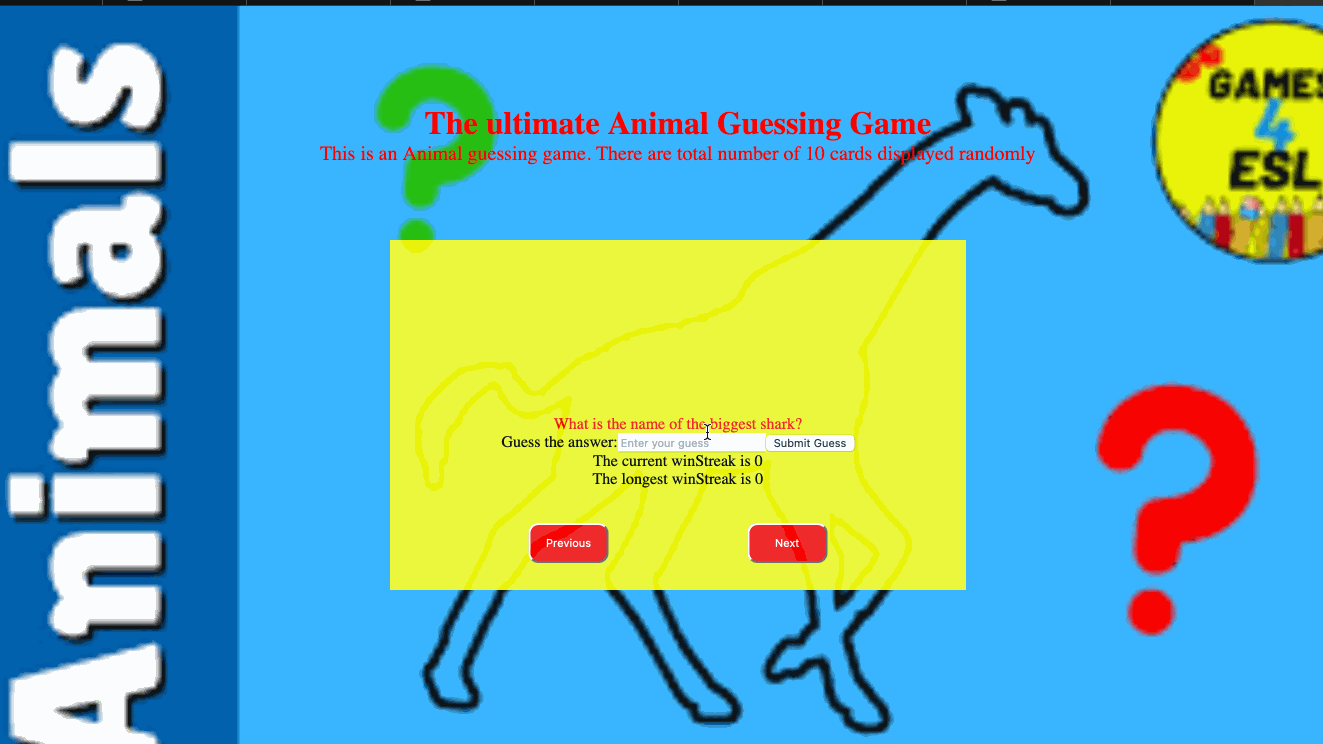 Animals
GAMES
4
ESL
The ultimate Animal Guessing Game
This is an Animal guessing game. There are total number of 10 cards displayed randomly
What is the name of the biggest shark?
Guess the answer: Enter your guess Submit Guess
The current winStreak is 0
The longest winStreak is 0
Previous Next